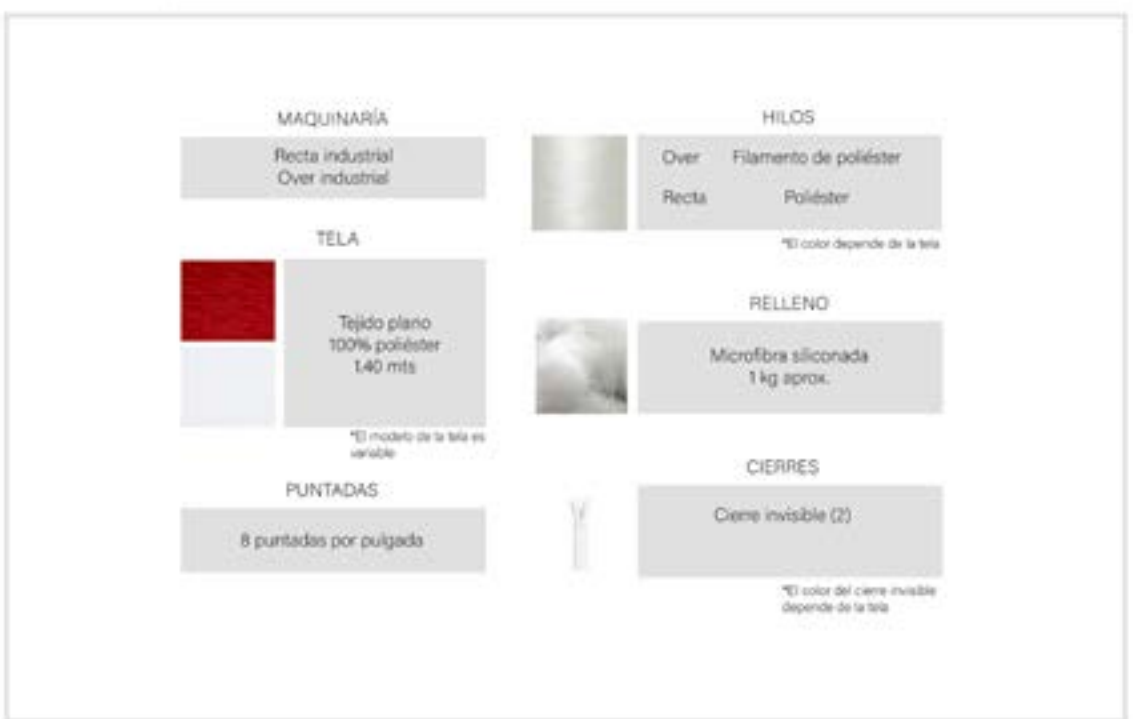 MAQUINARÍA
Recta industrial
Over industrial
TELA
Tejido plano
100% poliéster
1.40 mts
*El modelo de la tela es
variable
PUNTADAS
8 puntadas por pulgada
HILOS
Over Filamento de poliéster
Recta Poliéster
*El color depende de la tela
RELLENO
Microfibra siliconada
1 kg aprox.
CIERRES
Cierre invisible (2)
*El color del cierre invisible
depende de la tela